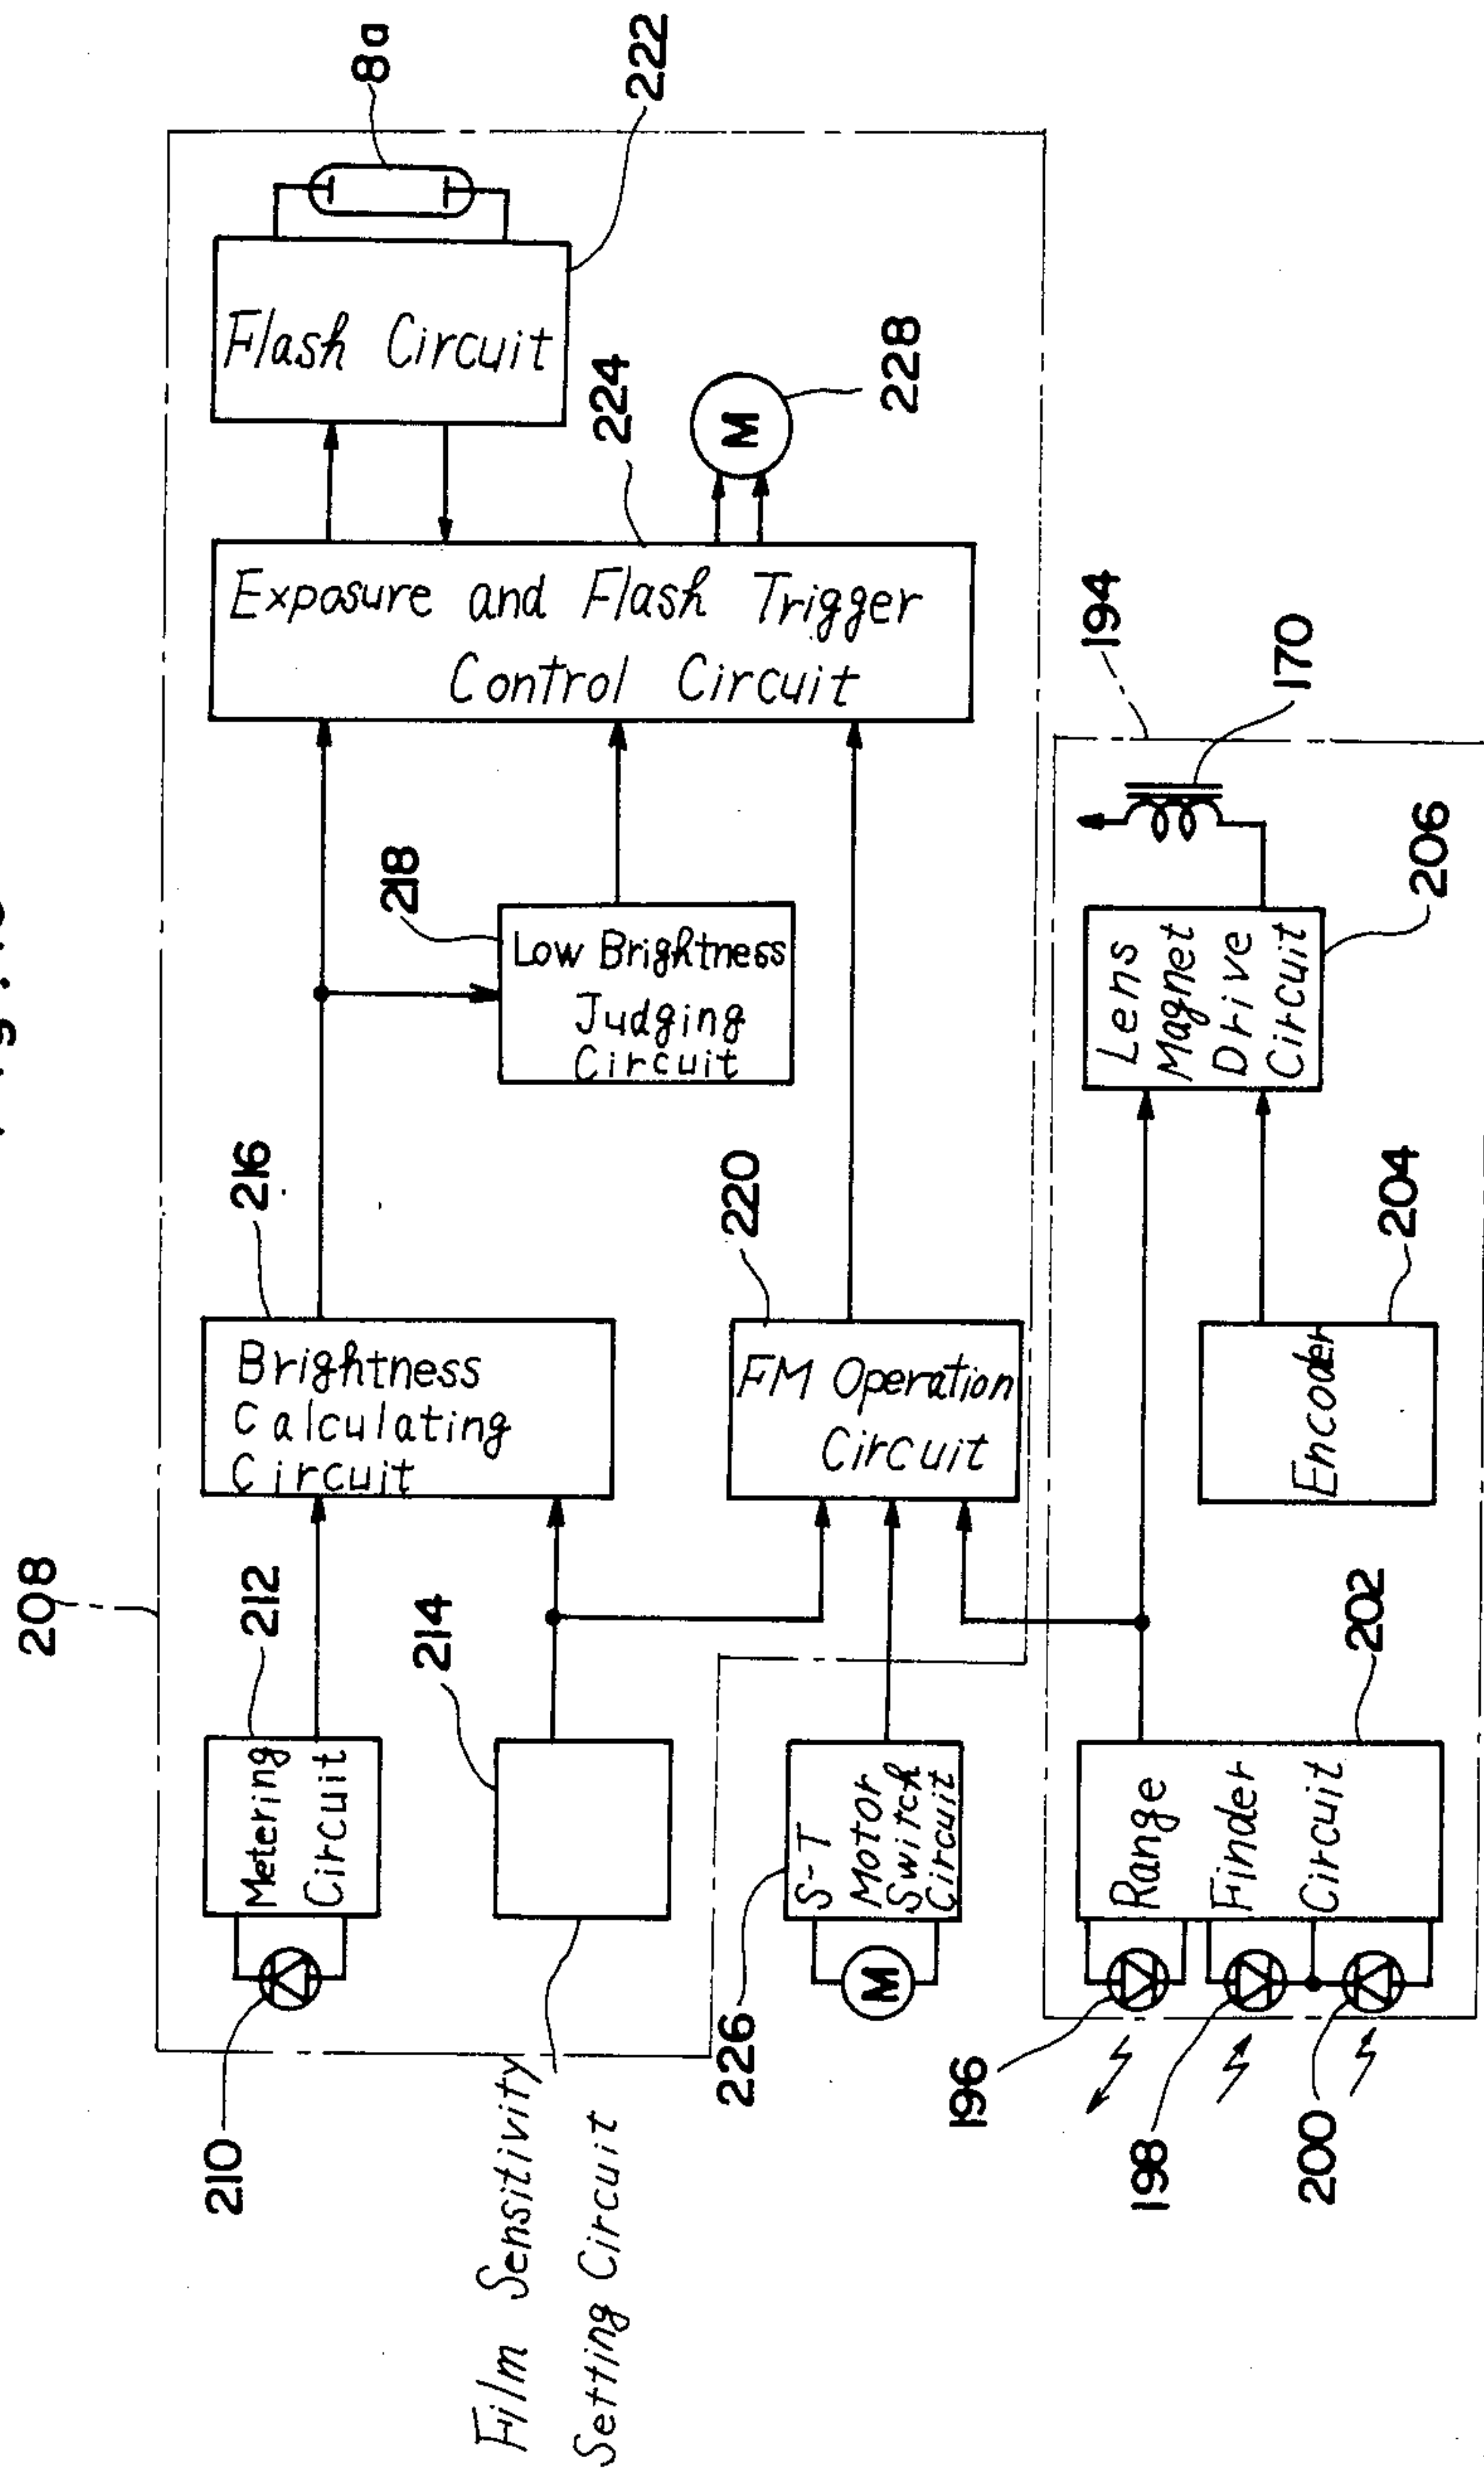 208
8a
222
Flash Circuit
224
M
228
Exposure and Flash Trigger
Control Circuit
218
Low Brightness
Judging
Circuit
216
Brightness
Calculating
Circuit
220
FM Operation
Circuit
212
Metering
Circuit
210
214
Film Sensitivity
Setting Circuit
226
S-T
Motor
Switch
Circuit
M
194
170
206
Lens
Magnet
Drive
Circuit
204
Encoder
202
Range
Finder
Circuit
196
198
200